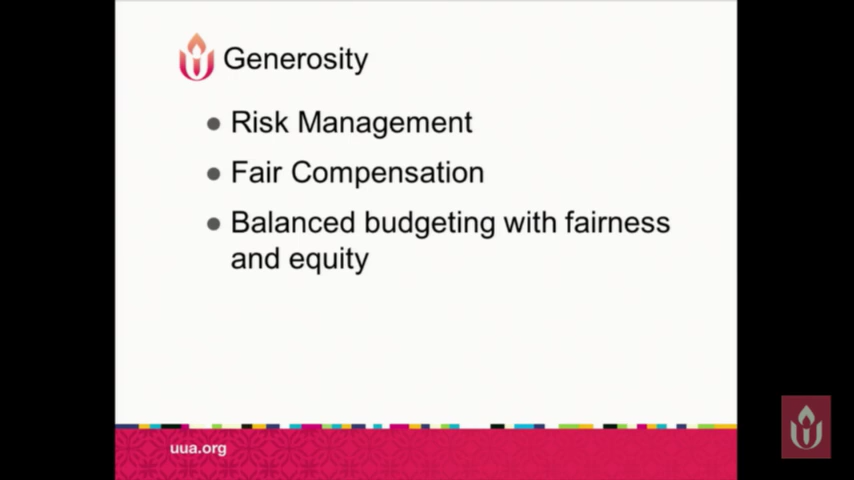 Generosity
● Risk Management
● Fair Compensation
● Balanced budgeting with fairness
and equity
uua.org